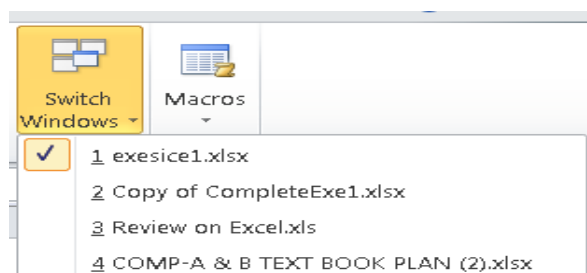 Switch Windows
Macros
1 exesice1.xlsx
2 Copy of CompleteExe1.xlsx
3 Review on Excel.xls
4 COMP-A & B TEXT BOOK PLAN (2).xlsx